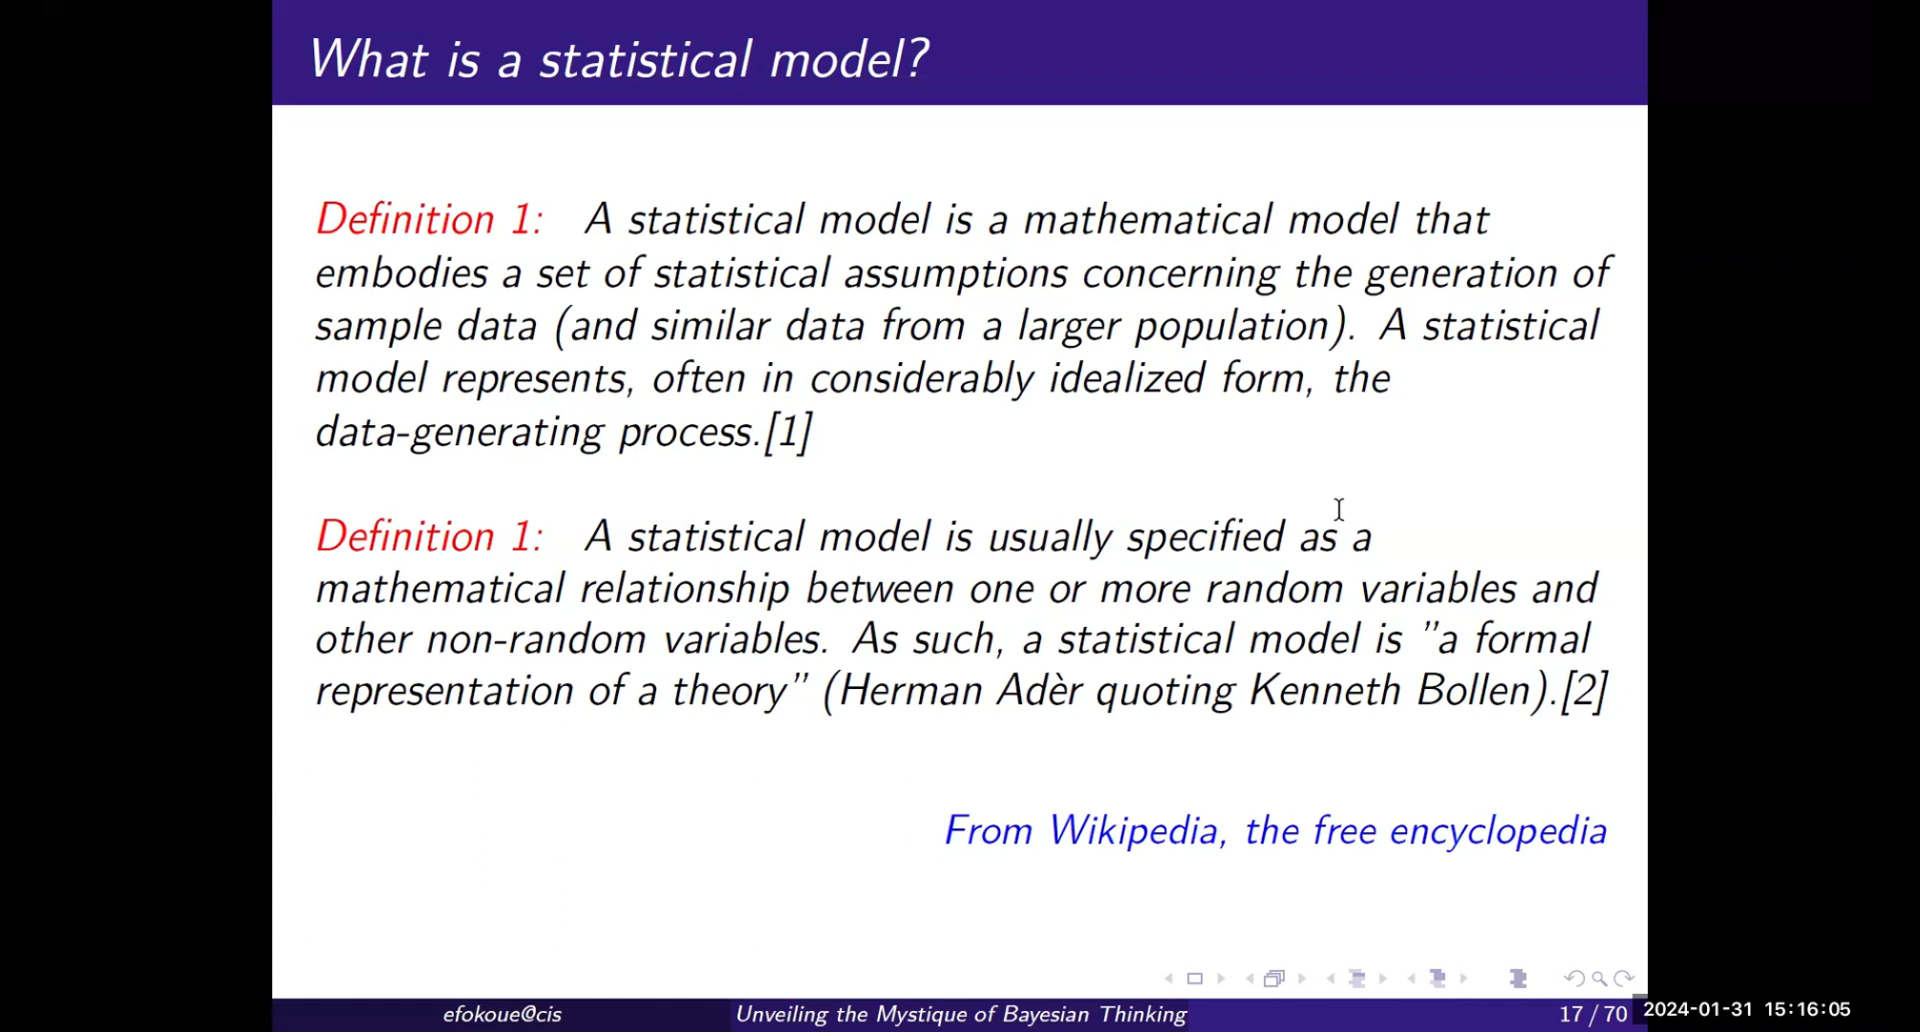 What is a statistical model?
Definition 1: A statistical model is a mathematical model that
embodies a set of statistical assumptions concerning the generation of
sample data (and similar data from a larger population). A statistical
model represents, often in considerably idealized form, the
data-generating process.[1]
Definition 1: A statistical model is usually specified as a
mathematical relationship between one or more random variables and
other non-random variables. As such, a statistical model is ”a formal
representation of a theory” (Herman Adèr quoting Kenneth Bollen).[2]
From Wikipedia, the free encyclopedia
efokoue@cis
Unveiling the Mystique of Bayesian Thinking
17 / 70
2024-01-31 15:16:05